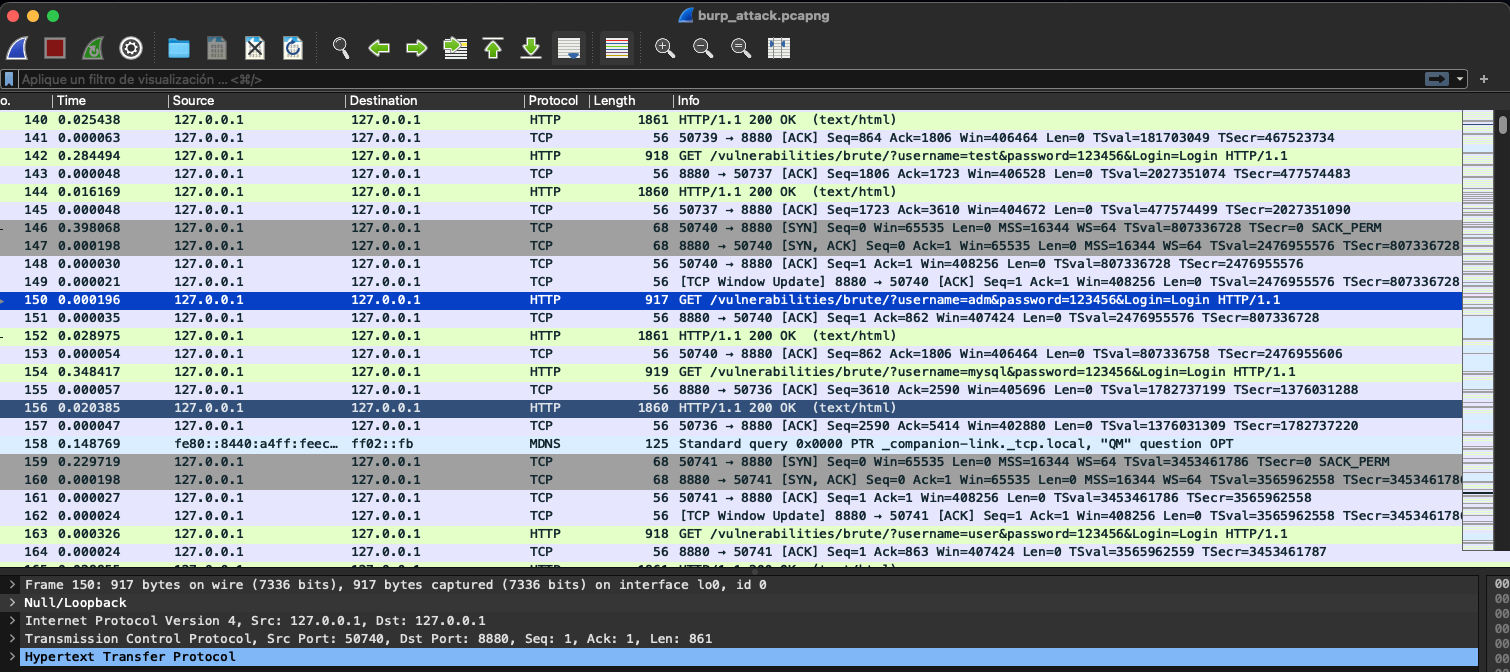 burp_attack.pcapng
Aplique un filtro de visualización ... <⌘/>
o. Time Source Destination Protocol Length Info
140 0.025438 127.0.0.1 127.0.0.1 HTTP 1861 HTTP/1.1 200 OK (text/html)
141 0.000063 127.0.0.1 127.0.0.1 TCP 56 50739 → 8880 [ACK] Seq=864 Ack=1806 Win=406464 Len=0 TSval=181703049 TSecr=467523734
142 0.284494 127.0.0.1 127.0.0.1 HTTP 918 GET /vulnerabilities/brute/?username=test&password=123456&Login=Login HTTP/1.1
143 0.000048 127.0.0.1 127.0.0.1 TCP 56 8880 → 50737 [ACK] Seq=1806 Ack=1723 Win=406528 Len=0 TSval=2027351074 TSecr=477574483
144 0.016169 127.0.0.1 127.0.0.1 HTTP 1860 HTTP/1.1 200 OK (text/html)
145 0.000048 127.0.0.1 127.0.0.1 TCP 56 50737 → 8880 [ACK] Seq=1723 Ack=3610 Win=404672 Len=0 TSval=477574499 TSecr=2027351090
146 0.398068 127.0.0.1 127.0.0.1 TCP 68 50740 → 8880 [SYN] Seq=0 Win=65535 Len=0 MSS=16344 WS=64 TSval=807336728 TSecr=0 SACK_PERM
147 0.000198 127.0.0.1 127.0.0.1 TCP 68 8880 → 50740 [SYN, ACK] Seq=0 Ack=1 Win=65535 Len=0 MSS=16344 WS=64 TSval=2476955576 TSecr=807336728
148 0.000030 127.0.0.1 127.0.0.1 TCP 56 50740 → 8880 [ACK] Seq=1 Ack=1 Win=408256 Len=0 TSval=807336728 TSecr=2476955576
149 0.000021 127.0.0.1 127.0.0.1 TCP 56 [TCP Window Update] 8880 → 50740 [ACK] Seq=1 Ack=1 Win=408256 Len=0 TSval=2476955576 TSecr=807336728
150 0.000196 127.0.0.1 127.0.0.1 HTTP 917 GET /vulnerabilities/brute/?username=adm&password=123456&Login=Login HTTP/1.1
151 0.000035 127.0.0.1 127.0.0.1 TCP 56 8880 → 50740 [ACK] Seq=1 Ack=862 Win=407424 Len=0 TSval=2476955576 TSecr=807336728
152 0.028975 127.0.0.1 127.0.0.1 HTTP 1861 HTTP/1.1 200 OK (text/html)
153 0.000054 127.0.0.1 127.0.0.1 TCP 56 50740 → 8880 [ACK] Seq=862 Ack=1806 Win=406464 Len=0 TSval=807336758 TSecr=2476955606
154 0.348417 127.0.0.1 127.0.0.1 HTTP 919 GET /vulnerabilities/brute/?username=mysql&password=123456&Login=Login HTTP/1.1
155 0.000057 127.0.0.1 127.0.0.1 TCP 56 8880 → 50736 [ACK] Seq=3610 Ack=2590 Win=405696 Len=0 TSval=1782737199 TSecr=1376031288
156 0.020385 127.0.0.1 127.0.0.1 HTTP 1860 HTTP/1.1 200 OK (text/html)
157 0.000047 127.0.0.1 127.0.0.1 TCP 56 50736 → 8880 [ACK] Seq=2590 Ack=5414 Win=402880 Len=0 TSval=1376031309 TSecr=1782737220
158 0.148769 fe80::8440:a4ff:feec… ff02::fb MDNS 125 Standard query 0x0000 PTR _companion-link._tcp.local, "QM" question OPT
159 0.229719 127.0.0.1 127.0.0.1 TCP 68 50741 → 8880 [SYN] Seq=0 Win=65535 Len=0 MSS=16344 WS=64 TSval=3453461786 TSecr=0 SACK_PERM
160 0.000198 127.0.0.1 127.0.0.1 TCP 68 8880 → 50741 [SYN, ACK] Seq=0 Ack=1 Win=65535 Len=0 MSS=16344 WS=64 TSval=3565962558 TSecr=345346178
161 0.000027 127.0.0.1 127.0.0.1 TCP 56 50741 → 8880 [ACK] Seq=1 Ack=1 Win=408256 Len=0 TSval=3453461786 TSecr=3565962558
162 0.000024 127.0.0.1 127.0.0.1 TCP 56 [TCP Window Update] 8880 → 50741 [ACK] Seq=1 Ack=1 Win=408256 Len=0 TSval=3565962558 TSecr=345346178
163 0.000326 127.0.0.1 127.0.0.1 HTTP 918 GET /vulnerabilities/brute/?username=user&password=123456&Login=Login HTTP/1.1
164 0.000024 127.0.0.1 127.0.0.1 TCP 56 8880 → 50741 [ACK] Seq=1 Ack=863 Win=407424 Len=0 TSval=3565962559 TSecr=3453461787
Frame 150: 917 bytes on wire (7336 bits), 917 bytes captured (7336 bits) on interface lo0, id 0
Null/Loopback
Internet Protocol Version 4, Src: 127.0.0.1, Dst: 127.0.0.1
Transmission Control Protocol, Src Port: 50740, Dst Port: 8880, Seq: 1, Ack: 1, Len: 861
Hypertext Transfer Protocol